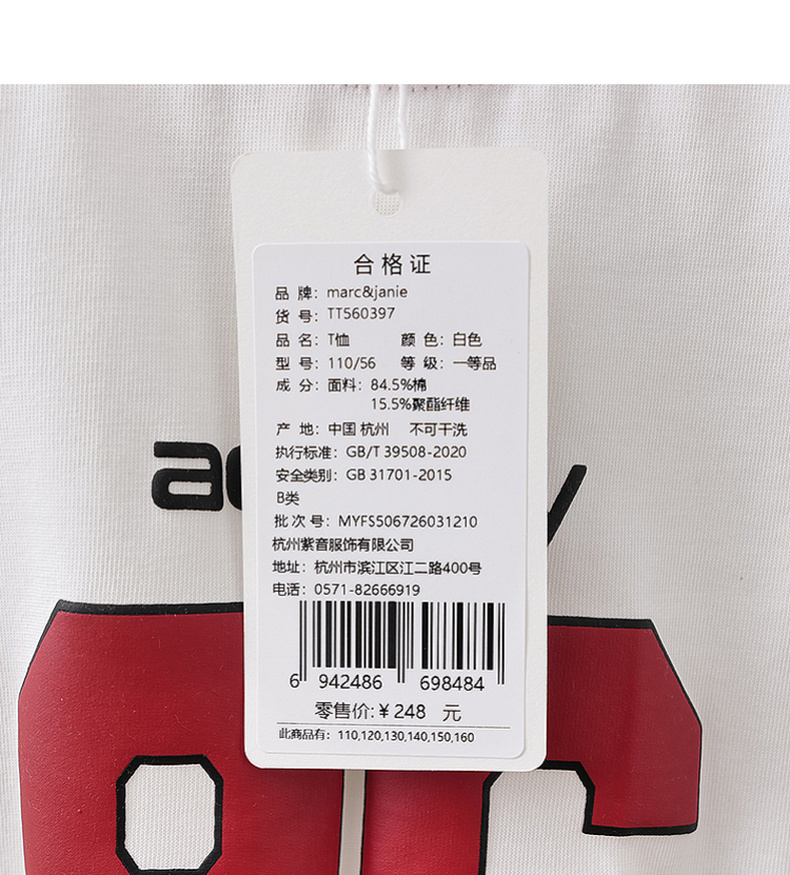 合格证
品 牌：marc&janie
货 号：TT560397
品 名：T恤 颜 色：白色
型 号：110/56 等 级：一等品
成 分：面料：84.5%棉
15.5%聚酯纤维
产 地：中国 杭州 不可干洗
执行标准：GB/T 39508-2020
安全类别：GB 31701-2015
B类
批 次 号：MYFS506726031210
杭州紫音服饰有限公司
地址：杭州市滨江区江二路400号
电话：0571-82666919
6 942486 698484
零售价:￥248 元
此商品有：110,120,130,140,150,160